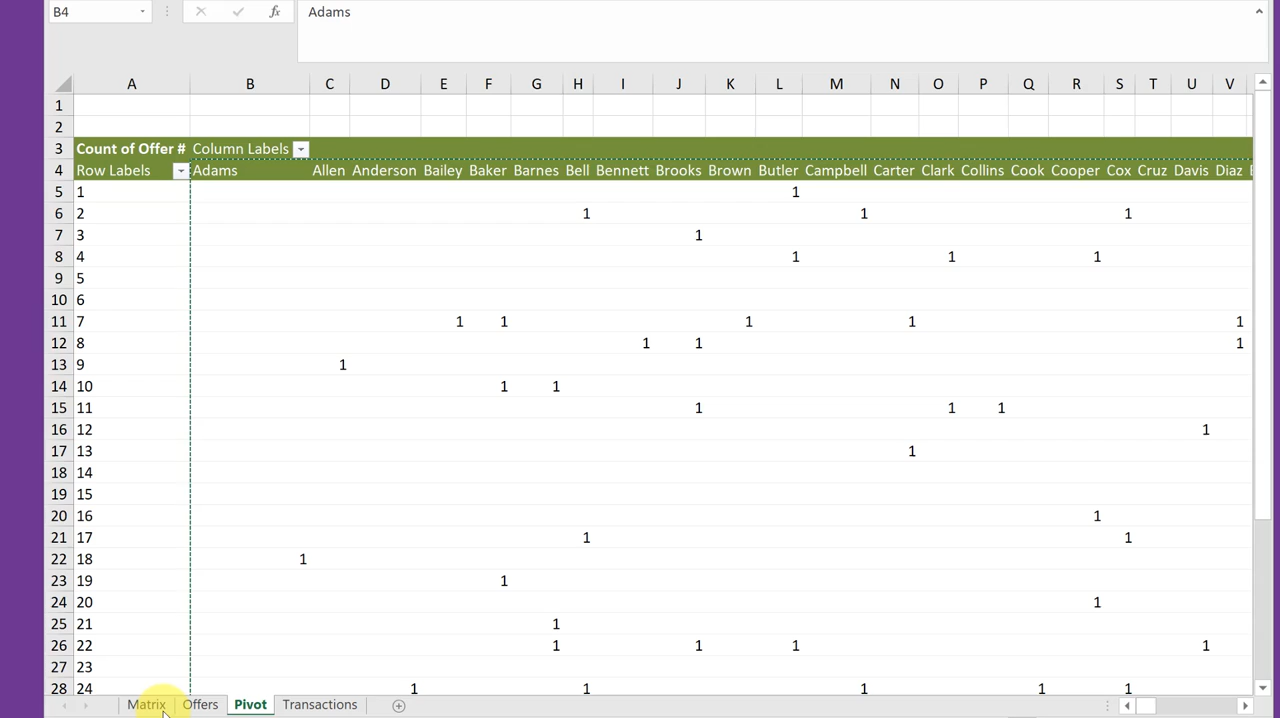 B4 fx Adams
A B C D E F G H I J K L M N O P Q R S T U V
1
2
3 Count of Offer # Column Labels
4 Row Labels Adams Allen Anderson Bailey Baker Barnes Bell Bennett Brooks Brown Butler Campbell Carter Clark Collins Cook Cooper Cox Cruz Davis Diaz
5 1 1
6 2 1 1 1
7 3 1
8 4 1 1 1
9 5
10 6
11 7 1 1 1 1 1
12 8 1 1 1
13 9 1
14 10 1 1
15 11 1 1 1
16 12 1
17 13 1
18 14
19 15
20 16 1
21 17 1 1
22 18 1
23 19 1
24 20 1
25 21 1
26 22 1 1 1 1
27 23
28 24 1 1 1 1 1
Matrix Offers Pivot Transactions